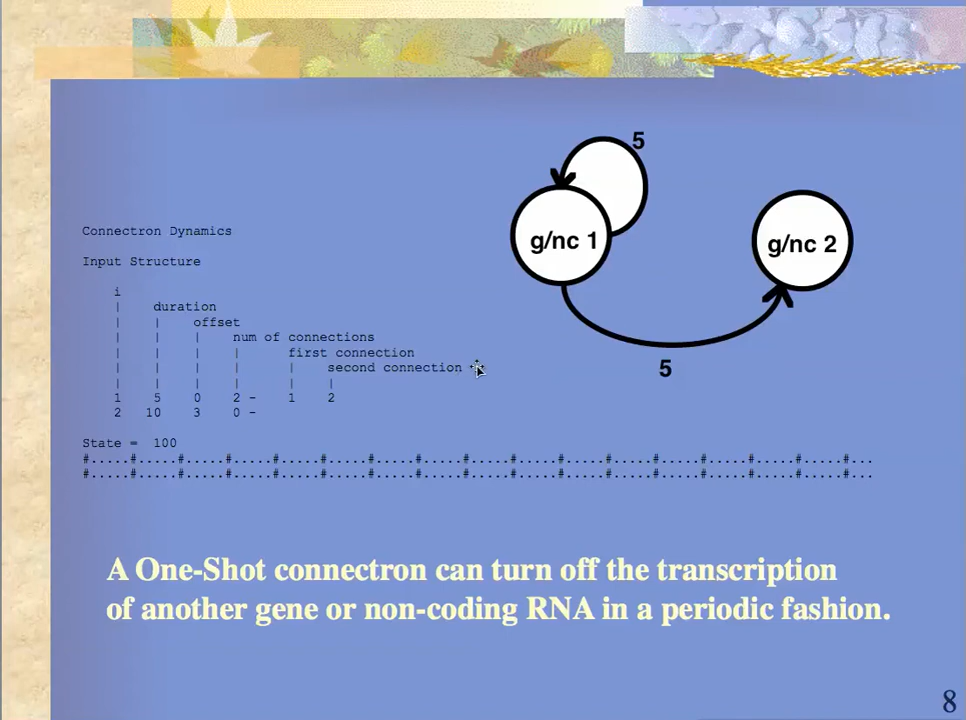 5
g/nc 1
g/nc 2
5
Connectron Dynamics
Input Structure
i
| duration
| | offset
| | | num of connections
| | | | first connection
| | | | | second connection
| | | | | |
1 5 0 2 - 1 2
2 10 3 0 -
State = 100
#.....#.....#.....#.....#.....#.....#.....#.....#.....#.....#.....#.....#.....#.....#.....#.....#...
#.....#.....#.....#.....#.....#.....#.....#.....#.....#.....#.....#.....#.....#.....#.....#.....#...
A One-Shot connectron can turn off the transcription
of another gene or non-coding RNA in a periodic fashion.
8